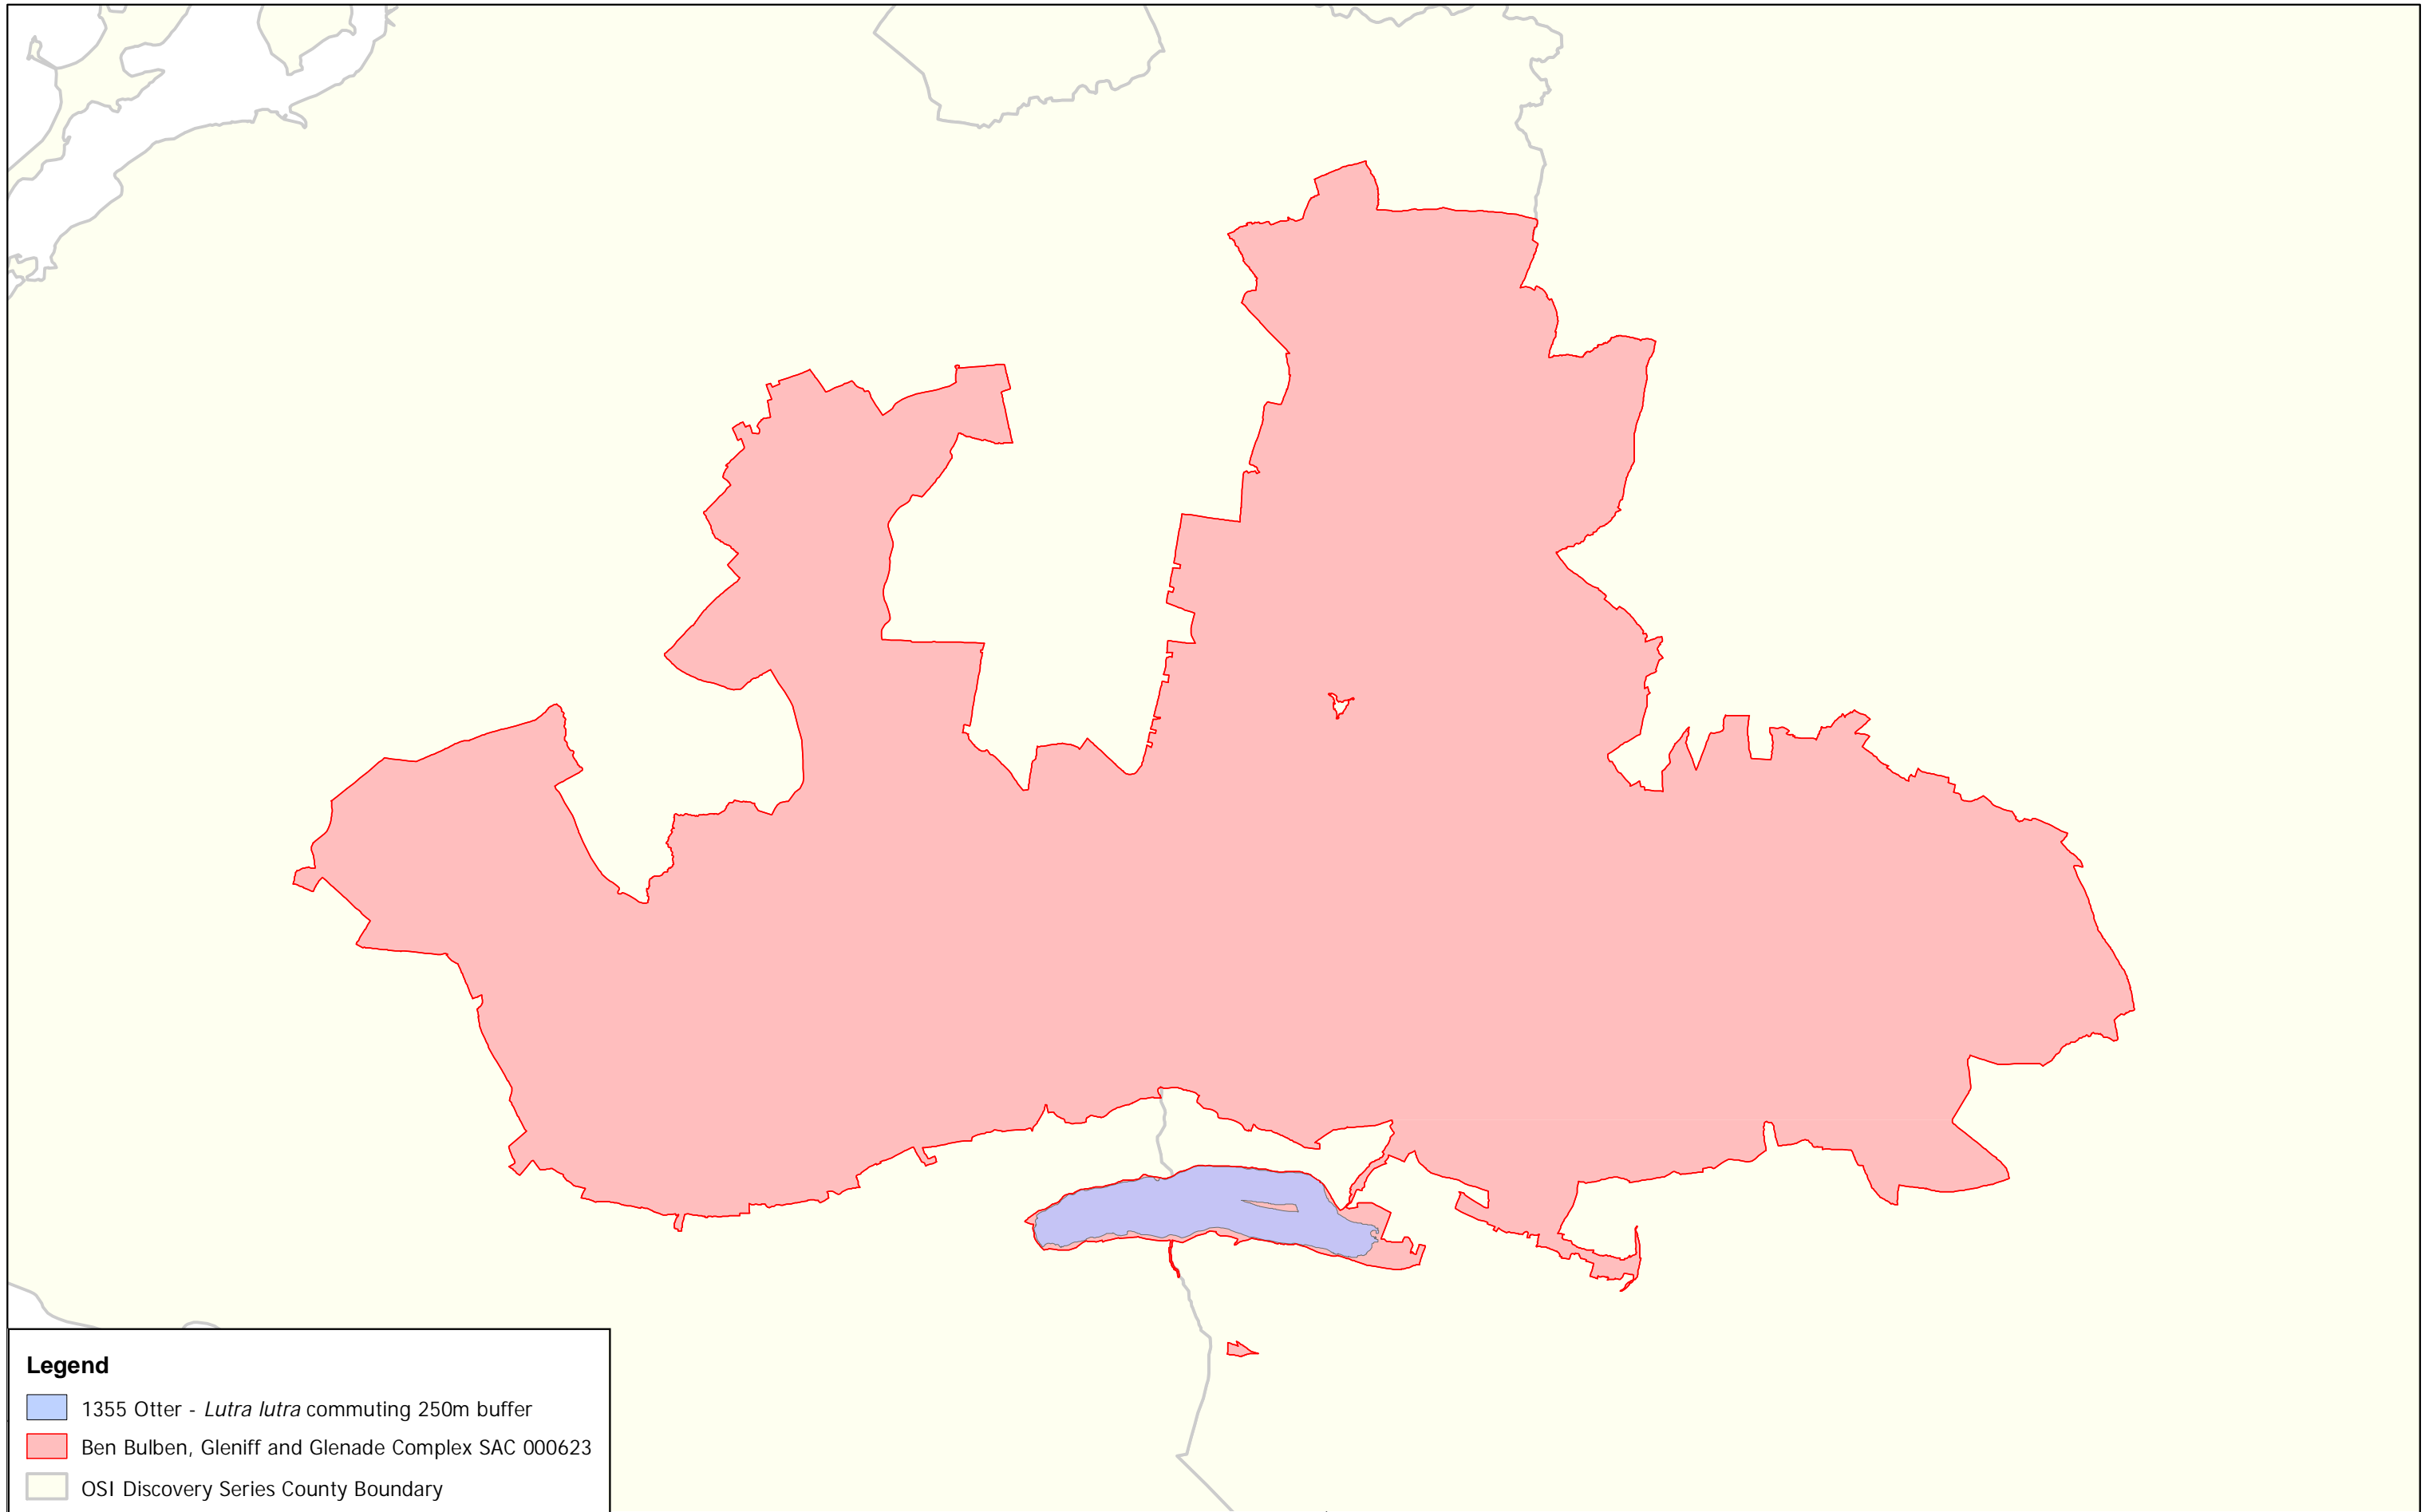 Legend
1355 Otter - Lutra lutra commuting 250m buffer
Ben Bulben, Gleniff and Glenade Complex SAC 000623
OSI Discovery Series County Boundary